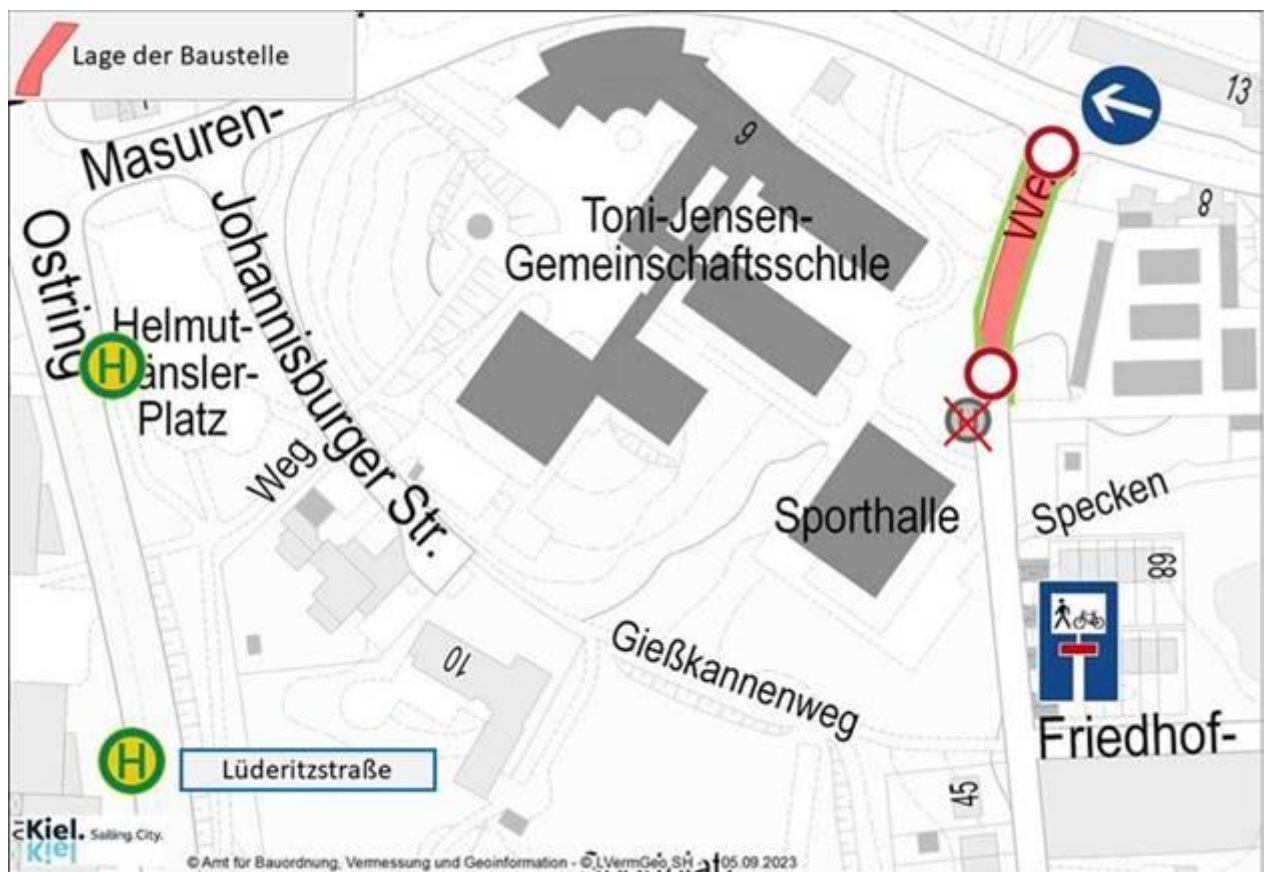 Lage der Baustelle
Masuren-
Ostring
Johannisburger Str.
Toni-Jensen-
Gemeinschaftsschule
9
13
8
We
Helmut-
änsler-
Platz
H
Weg
H
Sporthalle
Specken
89
Gießkannenweg
10
Friedhof-
45
H
Lüderitzstraße
Kiel. Sailing.City.
© Amt für Bauordnung, Vermessung und Geoinformation - © LVermGeo SH 05.09.2023